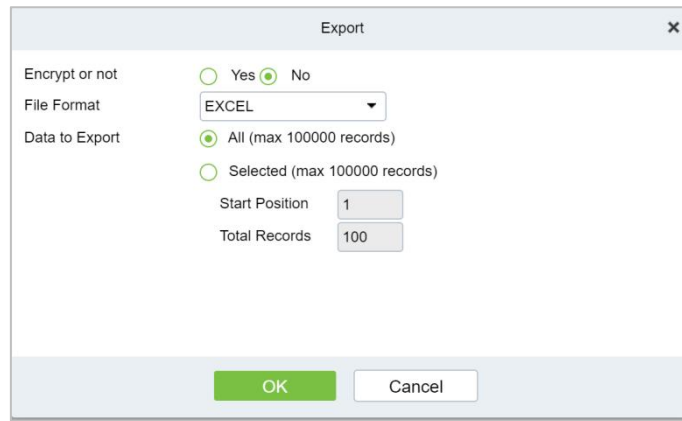 Export
Encrypt or not Yes No
File Format EXCEL
Data to Export All (max 100000 records)
Selected (max 100000 records)
Start Position 1
Total Records 100
OK Cancel